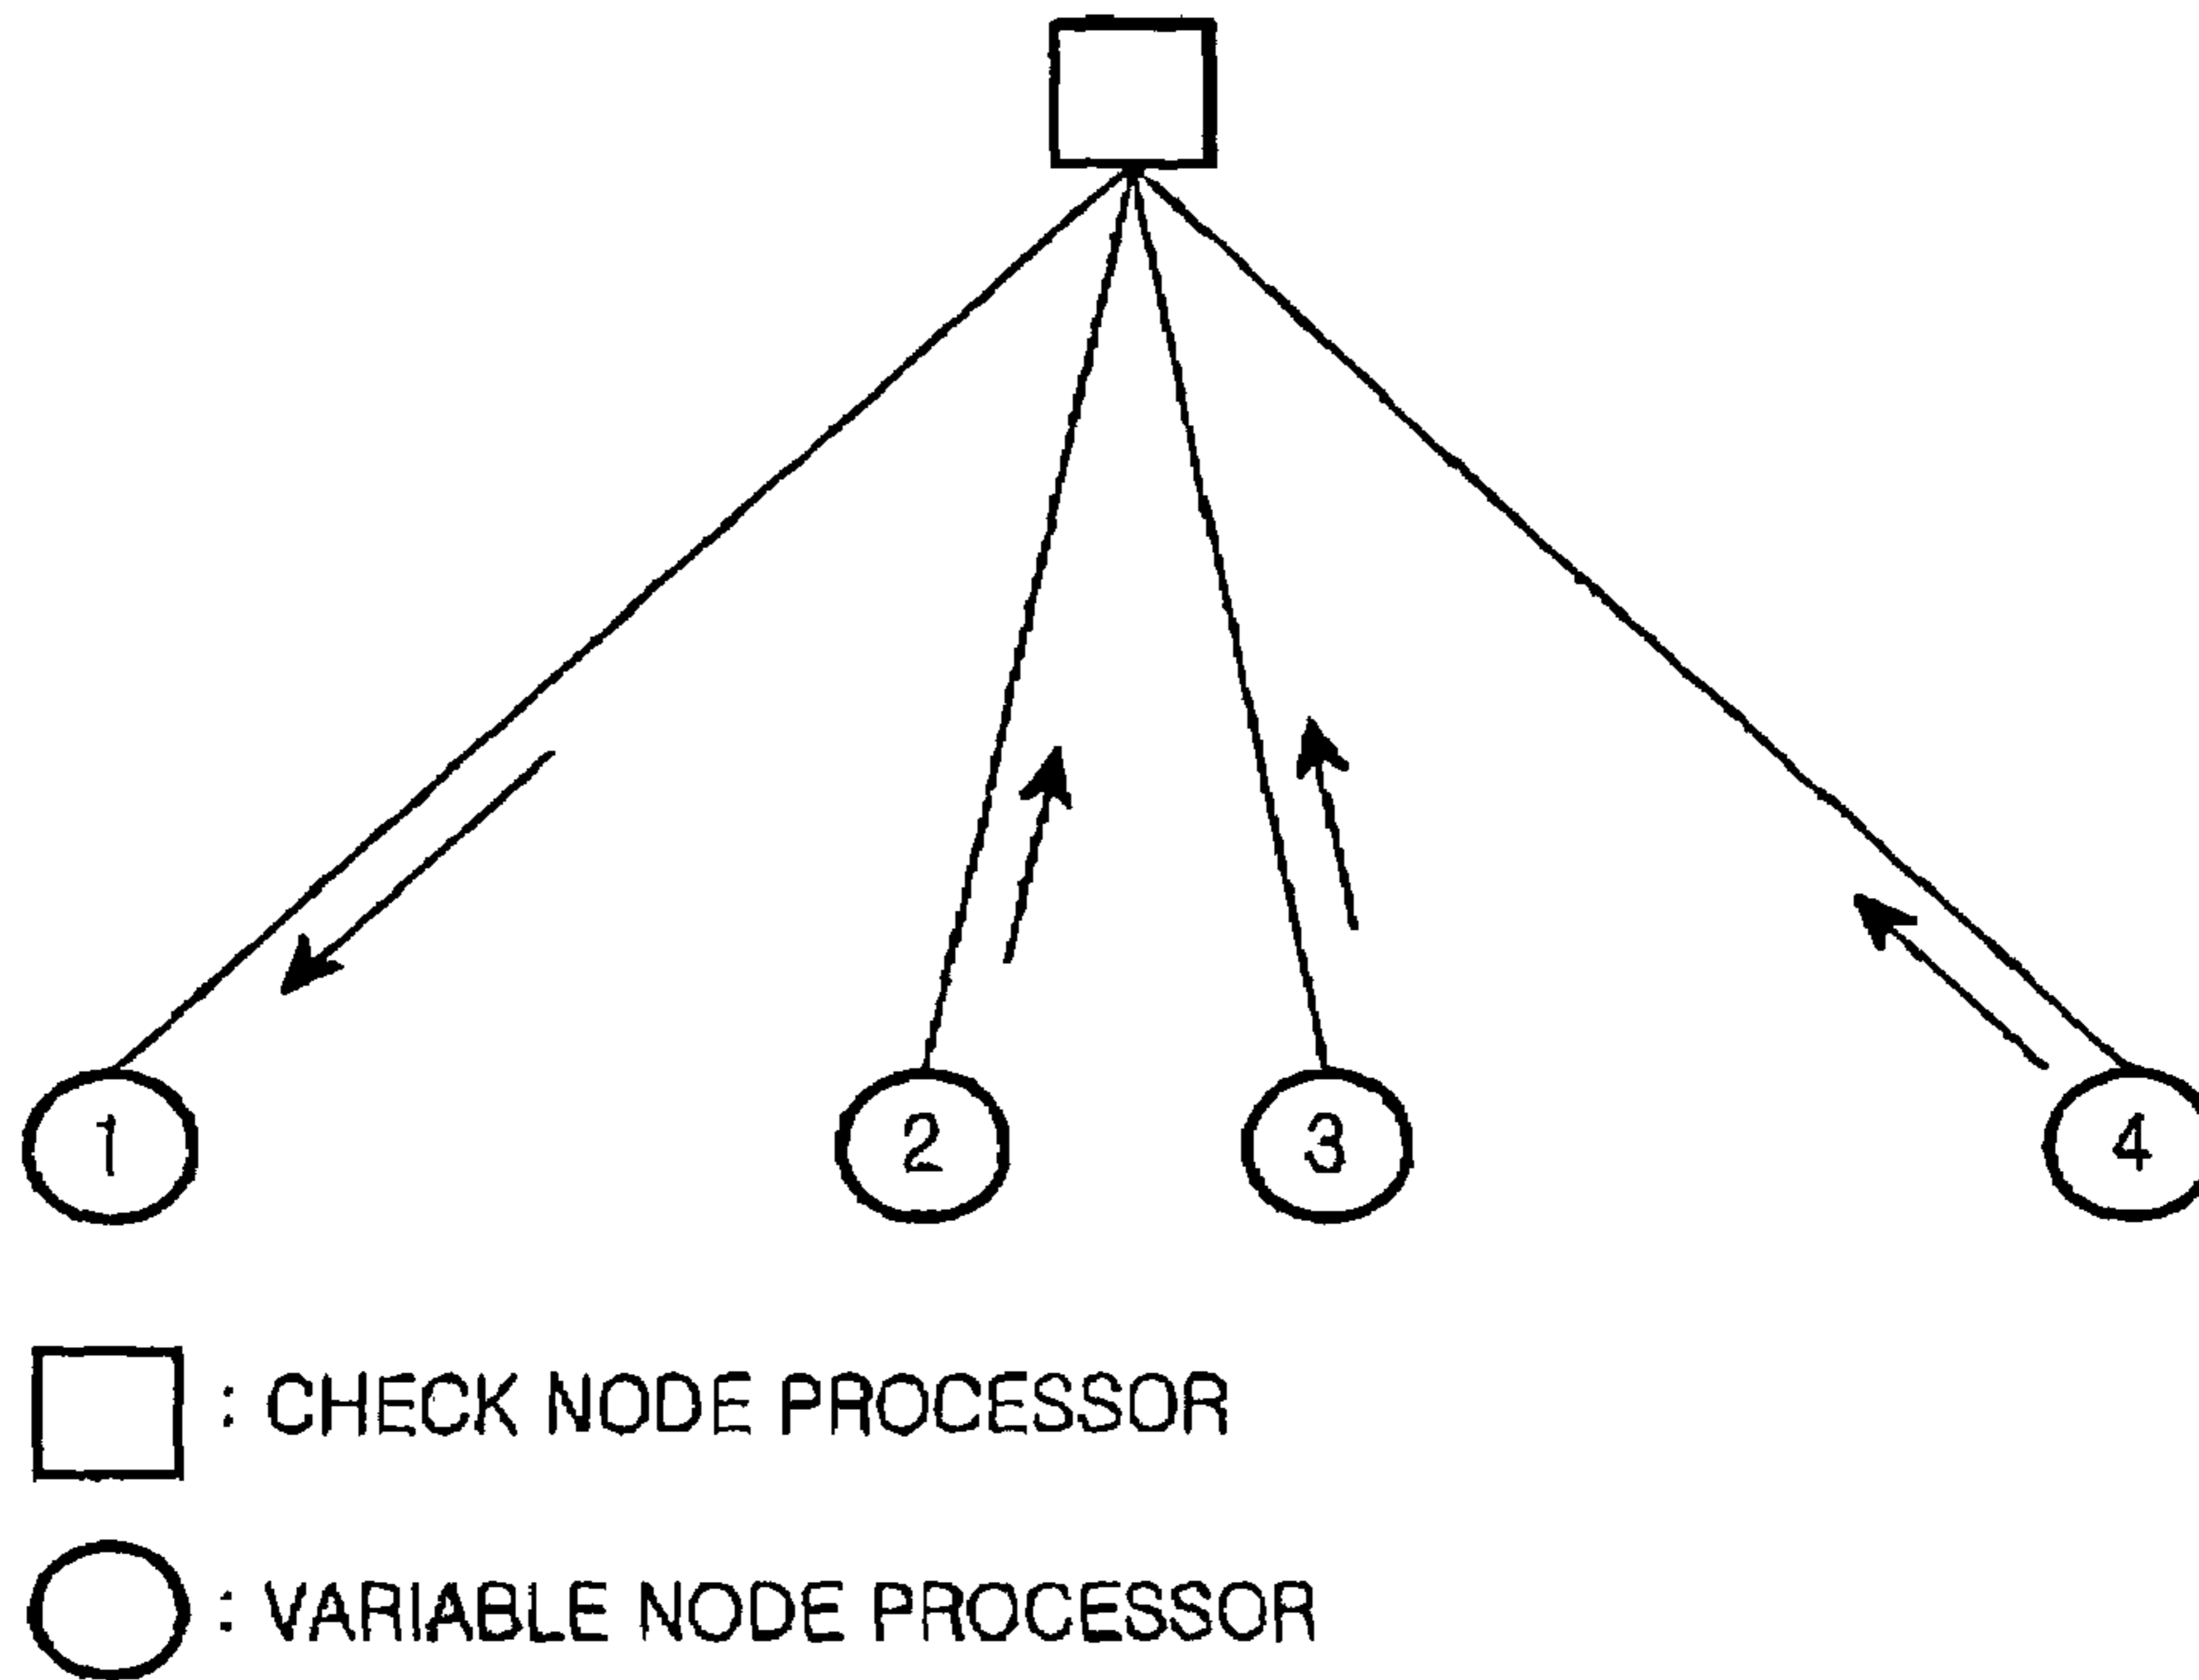 1 2 3 4
: CHECK NODE PROCESSOR
: VARIABLE NODE PROCESSOR